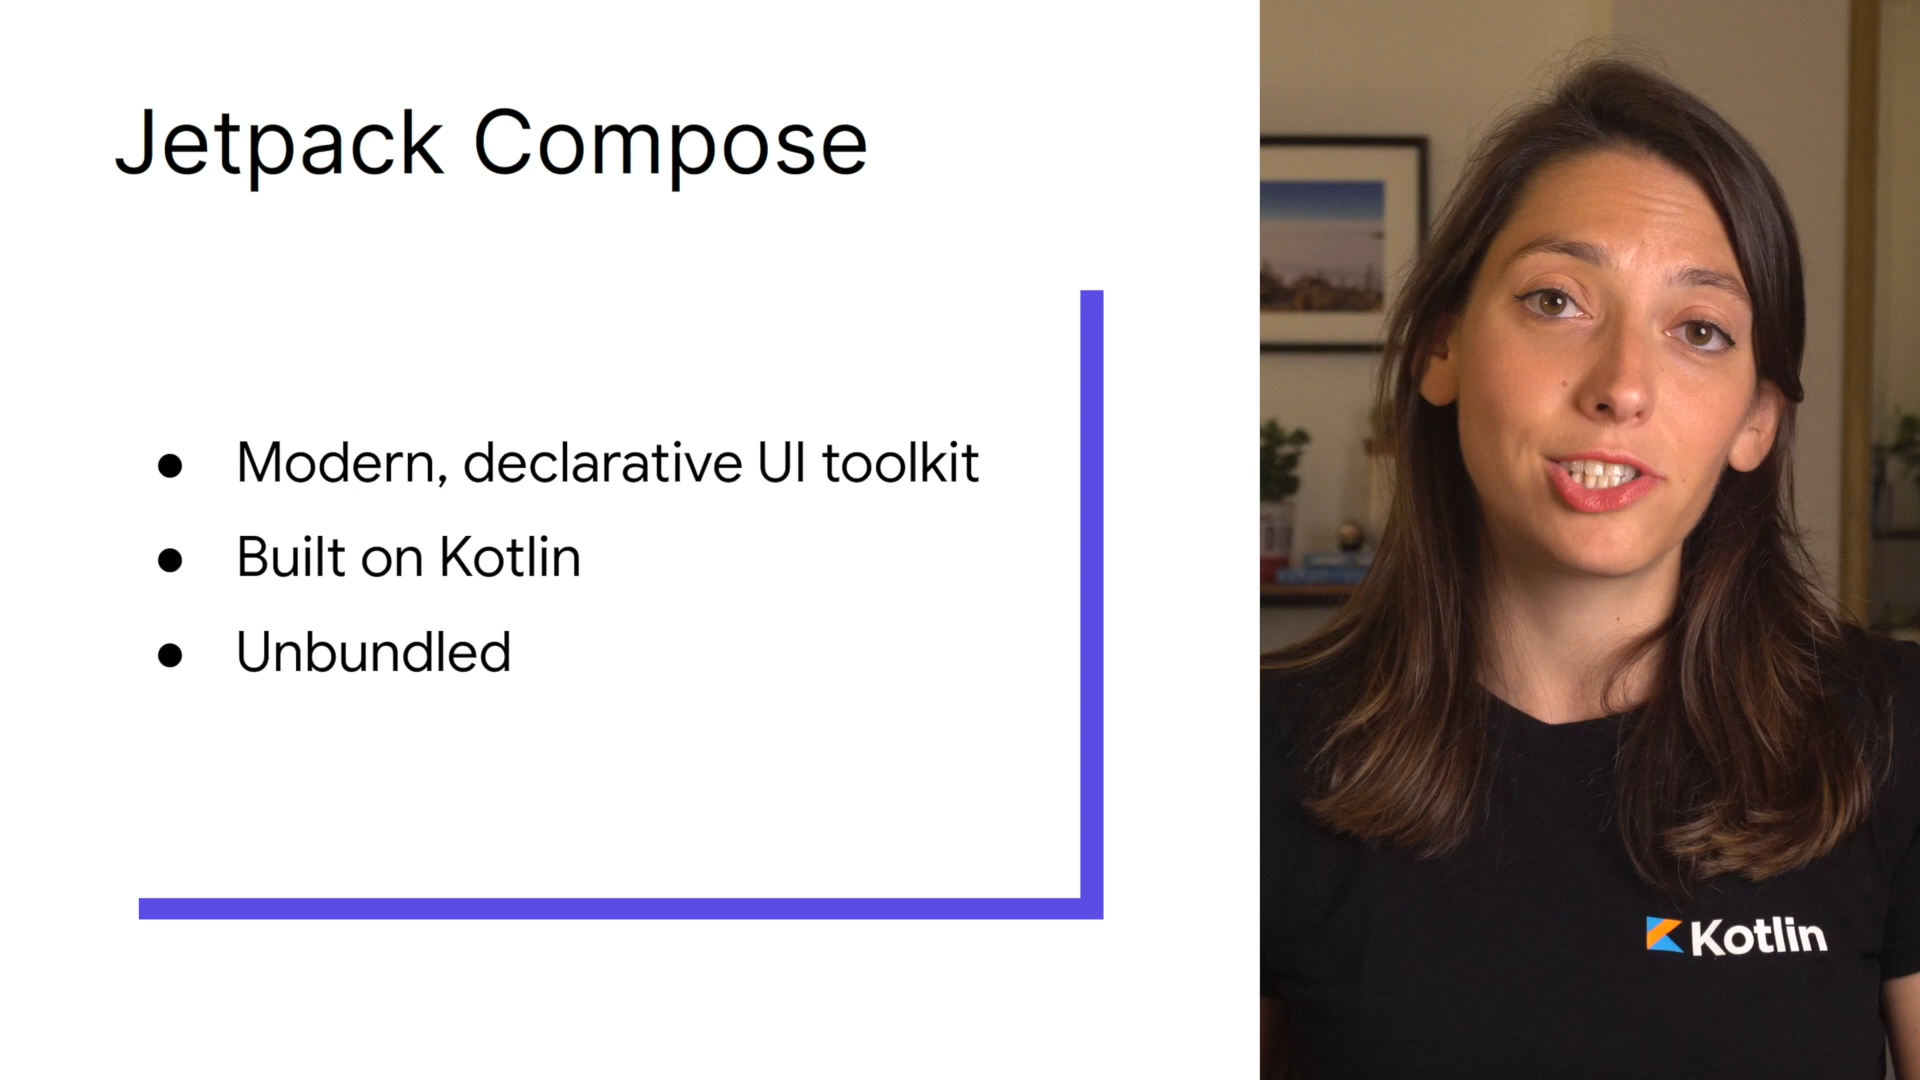 Jetpack Compose
● Modern, declarative UI toolkit
● Built on Kotlin
● Unbundled
Kotlin